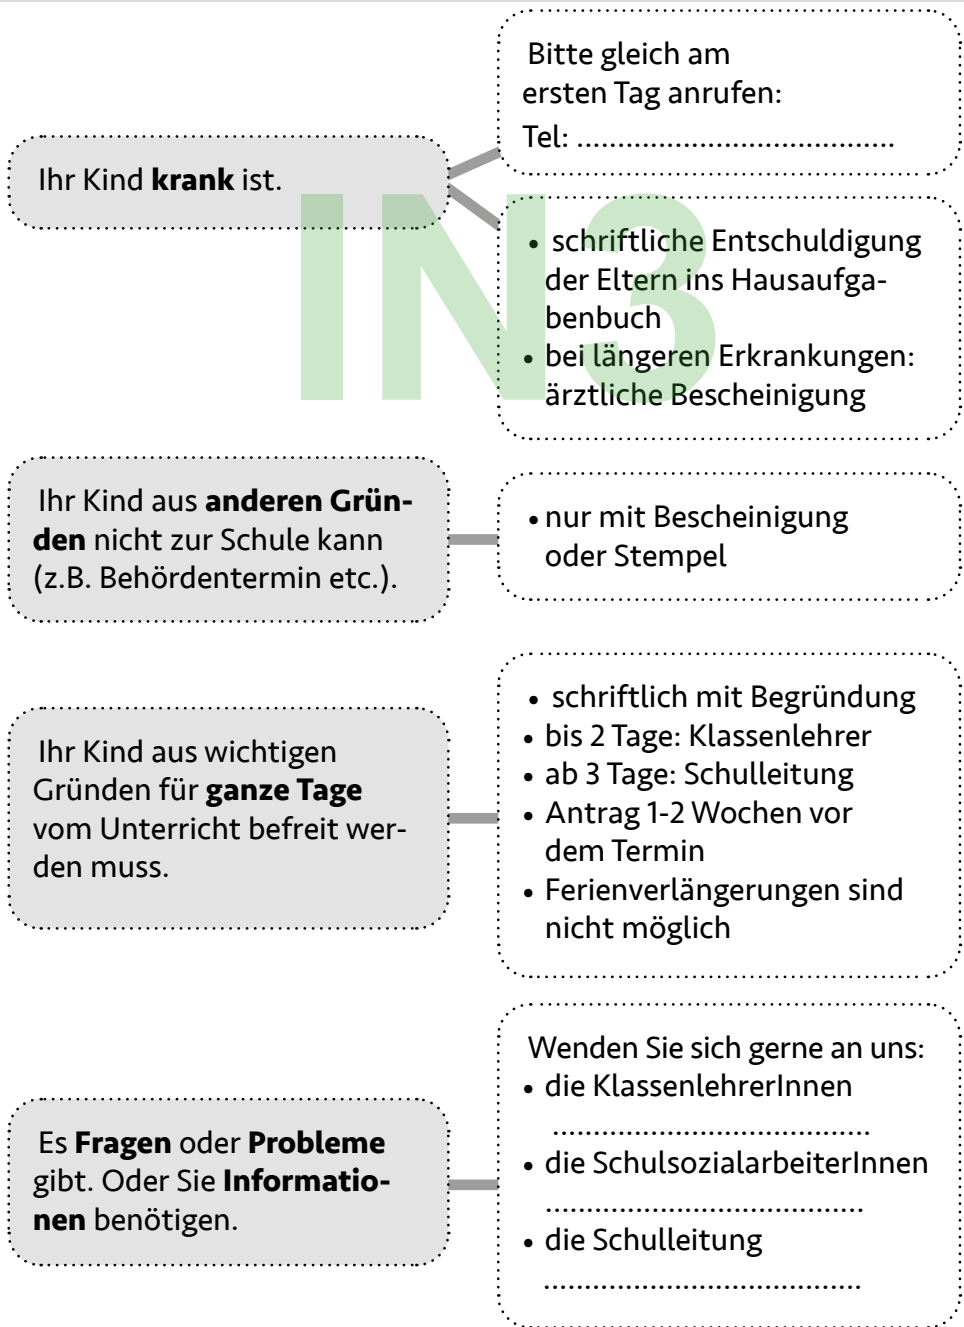 Bitte gleich am
ersten Tag anrufen:
Tel: ......................................
Ihr Kind krank ist.
IN3
• schriftliche Entschuldigung
der Eltern ins Hausaufga-
benbuch
• bei längeren Erkrankungen:
ärztliche Bescheinigung
Ihr Kind aus anderen Grün-
den nicht zur Schule kann
(z.B. Behördentermin etc.).
• nur mit Bescheinigung
oder Stempel
Ihr Kind aus wichtigen
Gründen für ganze Tage
vom Unterricht befreit wer-
den muss.
• schriftlich mit Begründung
• bis 2 Tage: Klassenlehrer
• ab 3 Tage: Schulleitung
• Antrag 1-2 Wochen vor
dem Termin
• Ferienverlängerungen sind
nicht möglich
Es Fragen oder Probleme
gibt. Oder Sie Informatio-
nen benötigen.
Wenden Sie sich gerne an uns:
• die KlassenlehrerInnen
......................................
• die SchulsozialarbeiterInnen
......................................
• die Schulleitung
......................................